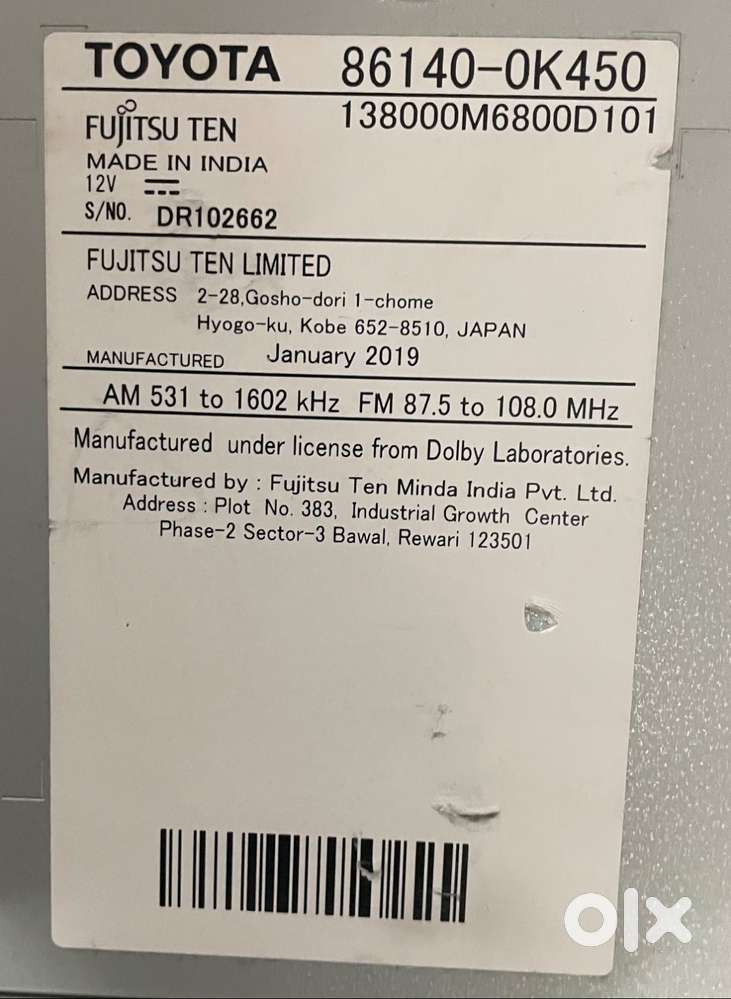 TOYOTA 86140-0K450
138000M6800D101
FUJITSU TEN
MADE IN INDIA
12V
S/NO. DR102662
FUJITSU TEN LIMITED
ADDRESS 2-28,Gosho-dori 1-chome
Hyogo-ku, Kobe 652-8510, JAPAN
MANUFACTURED January 2019
AM 531 to 1602 kHz FM 87.5 to 108.0 MHz
Manufactured under license from Dolby Laboratories.
Manufactured by : Fujitsu Ten Minda India Pvt. Ltd.
Address : Plot No. 383, Industrial Growth Center
Phase-2 Sector-3 Bawal, Rewari 123501
olx